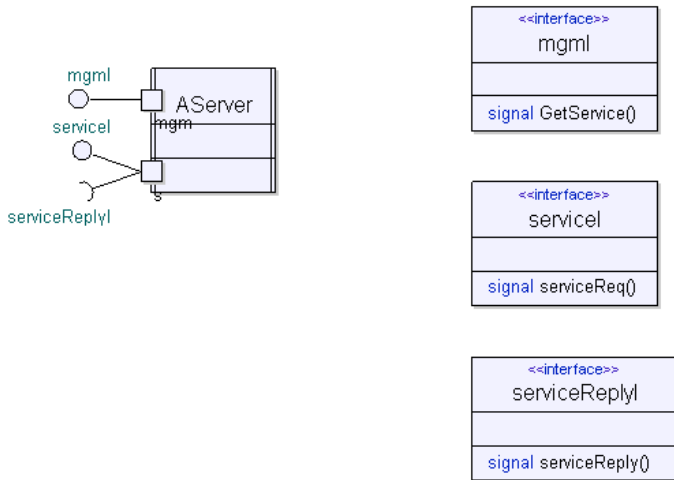 mgmI
AServer
mgm
serviceI
s
serviceReplyI
<<interface>>
mgmI
signal GetService()
<<interface>>
serviceI
signal serviceReq()
<<interface>>
serviceReplyI
signal serviceReply()